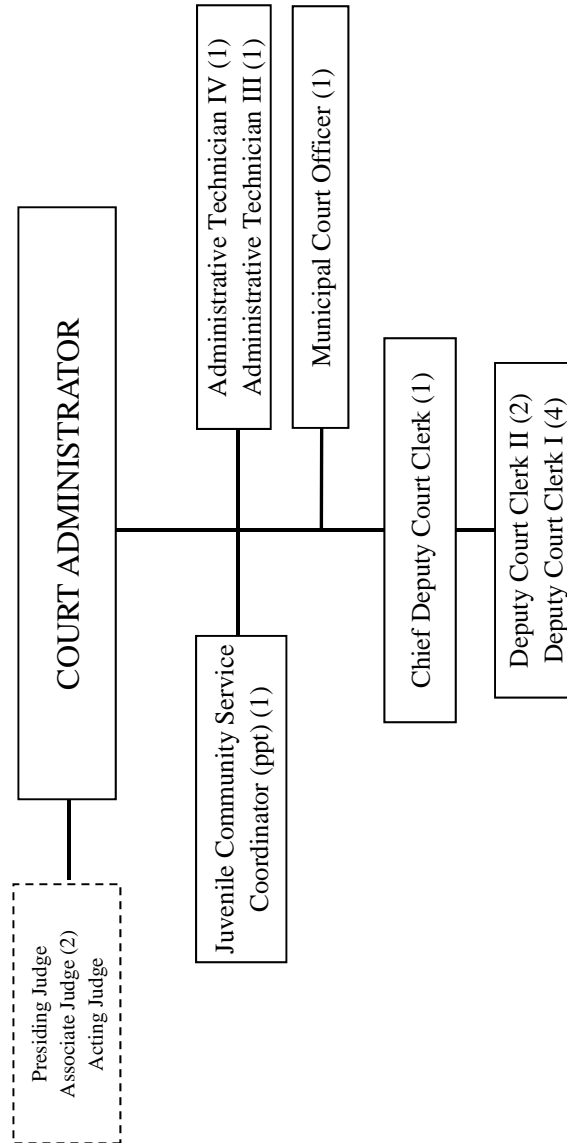 Presiding Judge
Associate Judge (2)
Acting Judge
COURT ADMINISTRATOR
Juvenile Community Service
Coordinator (ppt) (1)
Administrative Technician IV (1)
Administrative Technician III (1)
Municipal Court Officer (1)
Chief Deputy Court Clerk (1)
Deputy Court Clerk II (2)
Deputy Court Clerk I (4)